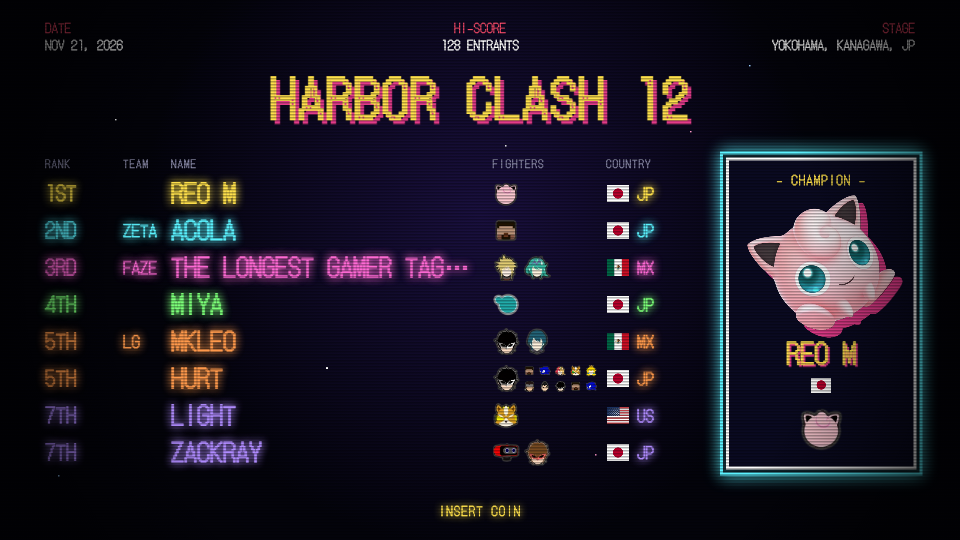 DATE
NOV 21, 2026
HI-SCORE
128 ENTRANTS
STAGE
YOKOHAMA, KANAGAWA, JP
HARBOR CLASH 12
RANK TEAM NAME FIGHTERS COUNTRY
1ST REO M JP
2ND ZETA ACOLA JP
3RD FAZE THE LONGEST GAMER TAG… MX
4TH MIYA JP
5TH LG MKLEO MX
5TH HURT JP
7TH LIGHT US
7TH ZACKRAY JP
- CHAMPION -
REO M
INSERT COIN